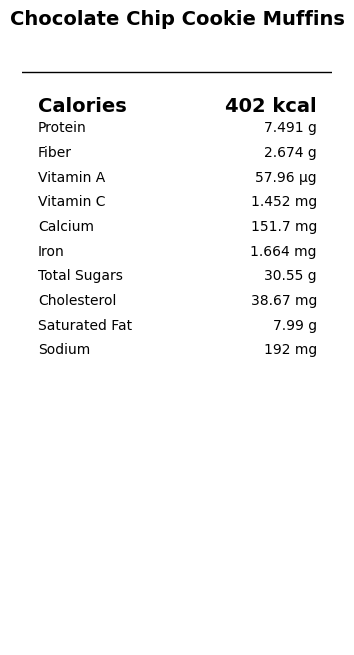 Chocolate Chip Cookie Muffins
Calories 402 kcal
Protein 7.491 g
Fiber 2.674 g
Vitamin A 57.96 µg
Vitamin C 1.452 mg
Calcium 151.7 mg
Iron 1.664 mg
Total Sugars 30.55 g
Cholesterol 38.67 mg
Saturated Fat 7.99 g
Sodium 192 mg